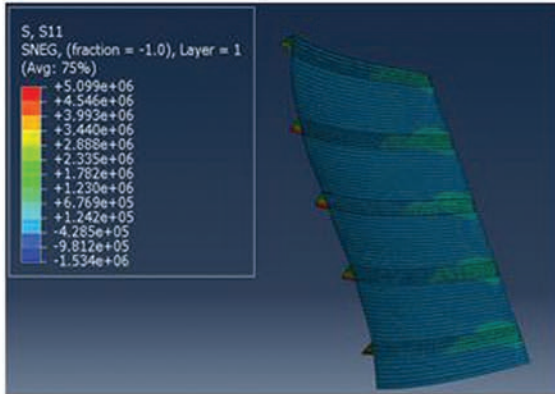 S, S11
SNEG, (fraction = -1.0), Layer = 1
(Avg: 75%)
+5.099e+06
+4.546e+06
+3.993e+06
+3.440e+06
+2.888e+06
+2.335e+06
+1.782e+06
+1.230e+06
+6.769e+05
+1.242e+05
-4.285e+05
-9.812e+05
-1.534e+06